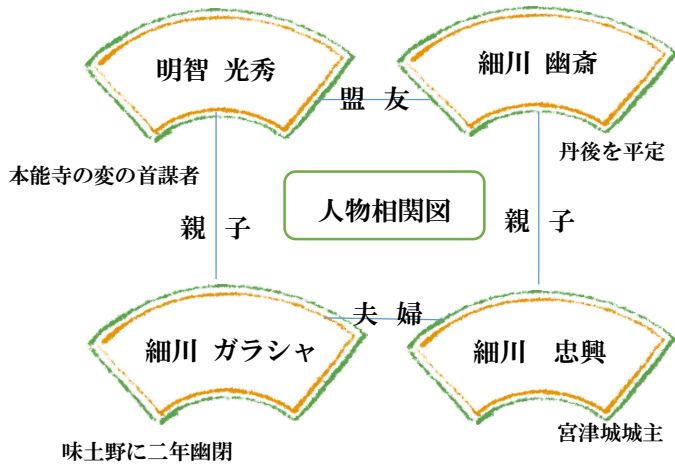 明智 光秀
細川 幽斎
盟 友
丹後を平定
本能寺の変の首謀者
人物相関図
親 子
親 子
夫 婦
細川 ガラシャ
細川 忠興
宮津城城主
味土野に二年幽閉